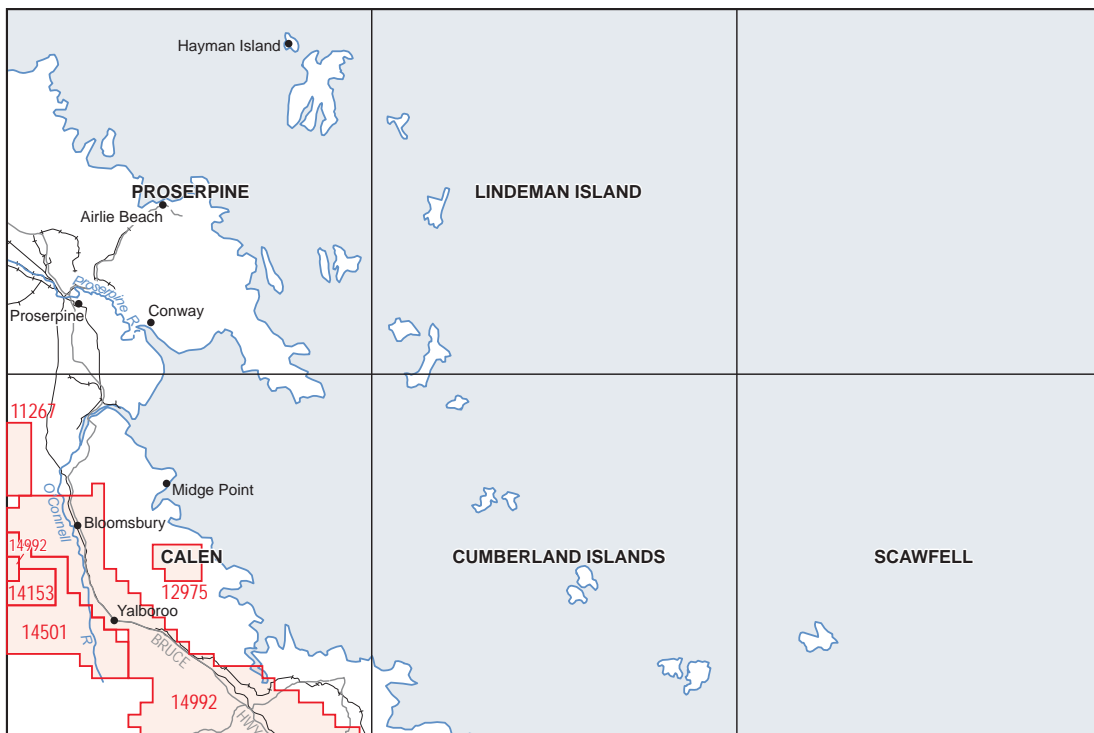 Hayman Island
PROSERPINE
LINDEMAN ISLAND
Airlie Beach
Proserpine R
Proserpine
Conway
11267
Midge Point
O'Connell
Bloomsbury
14992
CALEN
CUMBERLAND ISLANDS
SCAWFELL
14153
12975
Yalboroo
14501
R
BRUCE
14992
HWY